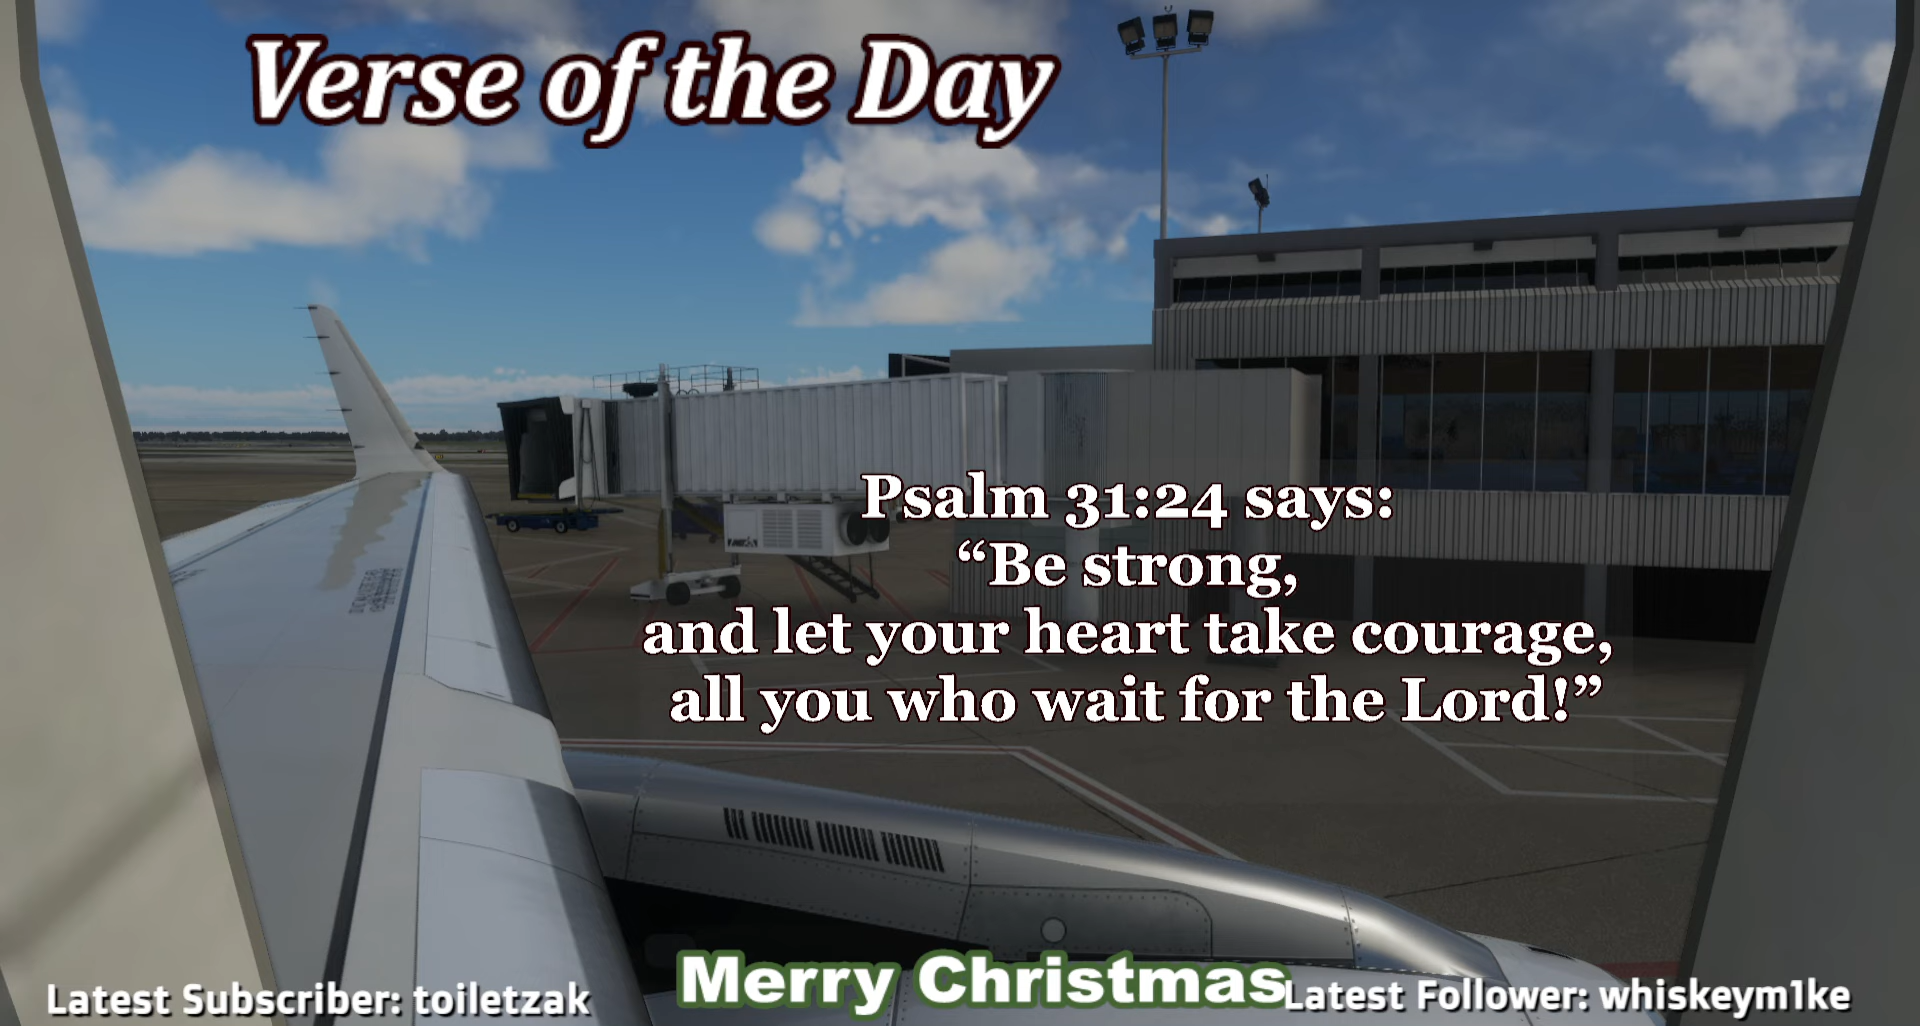 Verse of the Day
Psalm 31:24 says:
“Be strong,
and let your heart take courage,
all you who wait for the Lord!”
Merry Christmas
Latest Subscriber: toiletzak
Latest Follower: whiskeym1ke